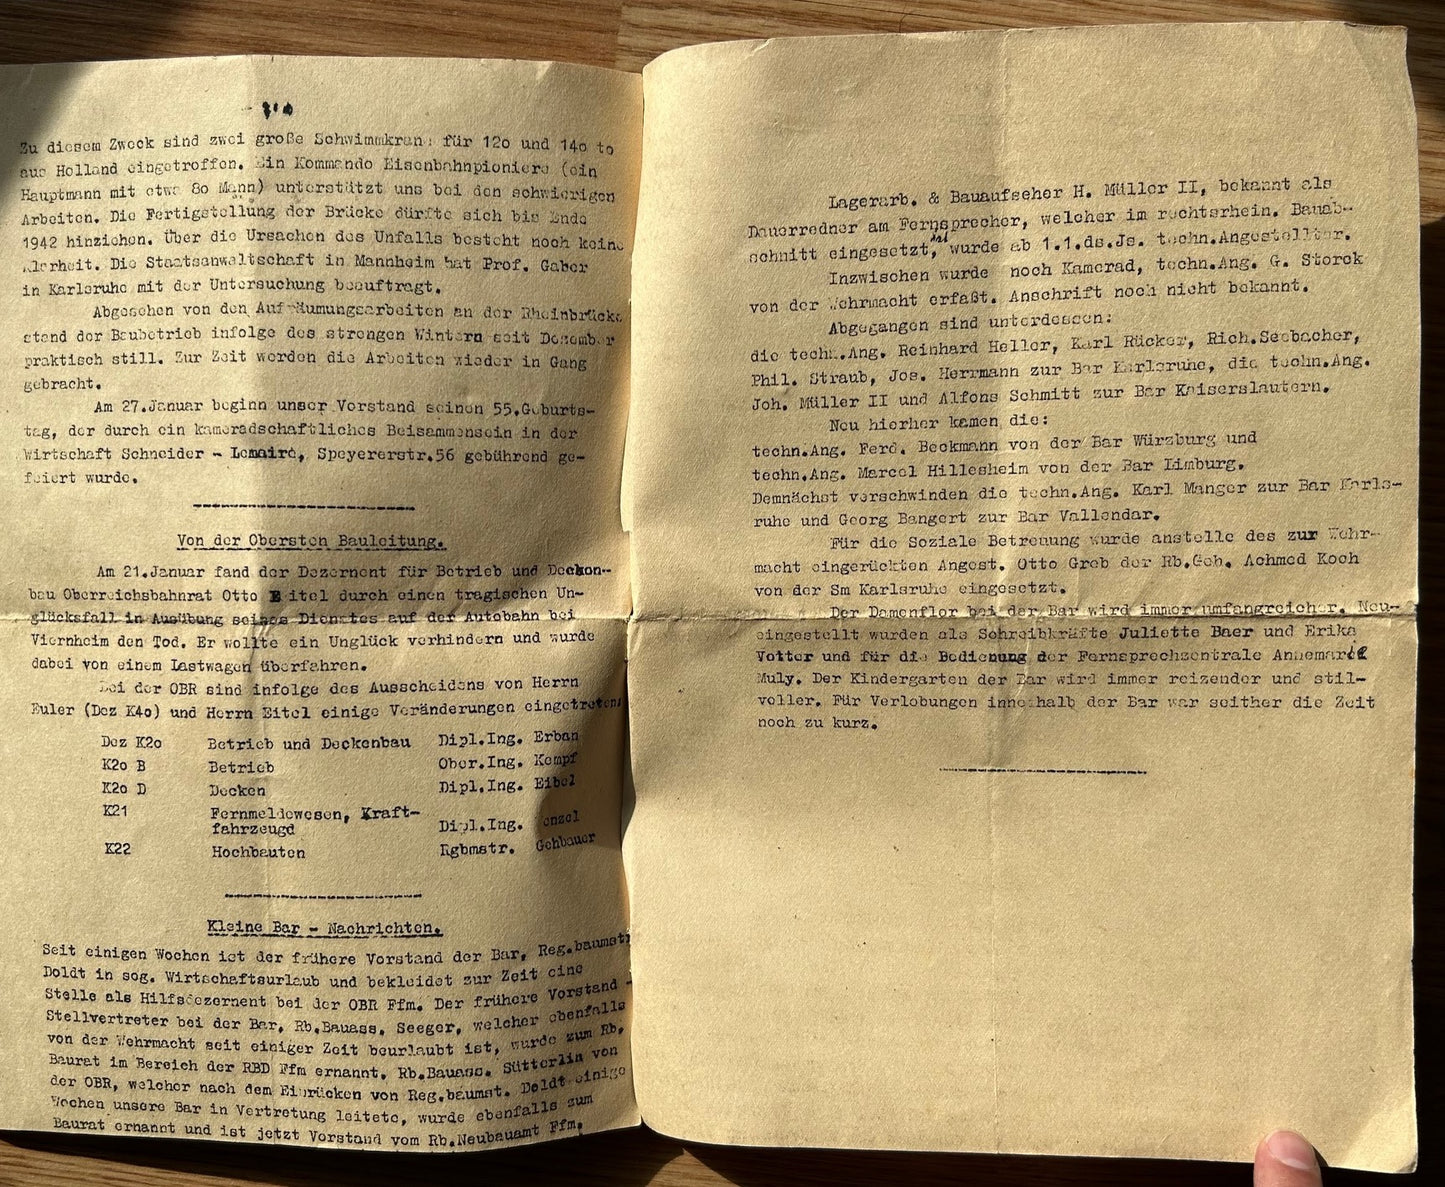 Zu diesem Zweck sind zwei große Schwimmkrane für 12o und 14o to
aus Holland eingetroffen. Ein Kommando Eisenbahnpioniere (ein
Hauptmann mit etwa 8o Mann) unterstützt uns bei den schwierigen
Arbeiten. Die Fertigstellung der Brücke dürfte sich bis Ende
1942 hinziehen. Über die Ursachen des Unfalls besteht noch keine
Klarheit. Die Staatsanwaltschaft in Mannheim hat Prof. Gaber
in Karlsruhe mit der Untersuchung beauftragt.
Abgesehen von den Aufräumungsarbeiten an der Rheinbrücke
stand der Baubetrieb infolge des strengen Winters seit Dezember
praktisch still. Zur Zeit werden die Arbeiten wieder in Gang
gebracht.
Am 27.Januar beginn unser Vorstand seinen 55.Geburts-
tag, der durch ein kameradschaftliches Beisammensein in der
Wirtschaft Schneider - Lemaire, Speyererstr.56 gebührend ge-
feiert wurde.
Von der Obersten Bauleitung.
Am 21.Januar fand der Dezernent für Betrieb und Decken-
bau Oberreichsbahnrat Otto Eitel durch einen tragischen Un-
glücksfall in Ausübung seines Dienstes auf der Autobahn bei
Viernheim den Tod. Er wollte ein Unglück verhindern und wurde
dabei von einem Lastwagen überfahren.
Bei der OBR sind infolge des Ausscheidens von Herrn
Euler (Dez K4o) und Herrn Eitel einige Veränderungen eingetreten:
Dez K2o Betrieb und Deckenbau Dipl.Ing. Erban
K2o B Betrieb Ober.Ing. Kempf
K2o D Decken Dipl.Ing. Eibel
K21 Fernmeldewesen, Kraft-
fahrzeugd Dipl.Ing. enzel
K22 Hochbauten Rgbmstr. Gehbauer
Kleine Bar - Nachrichten.
Seit einigen Wochen ist der frühere Vorstand der Bar, Reg.baumstr
Doldt in sog. Wirtschaftsurlaub und bekleidet zur Zeit eine
Stelle als Hilfsdezernent bei der OBR Ffm. Der frühere Vorstand -
Stellvertreter bei der Bar, Rb.Bauass. Seeger, welcher ebenfalls
von der Wehrmacht seit einiger Zeit beurlaubt ist, wurde zum Rb.
Baurat im Bereich der RBD Ffm ernannt. Rb.Bauass. Sütterlin von
der OBR, welcher nach dem Einrücken von Reg.baumst. Doldt einige
Wochen unsere Bar in Vertretung leitete, wurde ebenfalls zum
Baurat ernannt und ist jetzt Vorstand vom Rb.Neubauamt Ffm.
Lagerarb. & Bauaufseher H. Müller II, bekannt als
Dauerredner am Fernsprecher, welcher im rechtsrhein. Bauab-
schnitt eingesetzt, ist wurde ab 1.1.ds.Js. techn.Angestellter.
Inzwischen wurde noch Kamerad, techn.Ang. G. Storck
von der Wehrmacht erfaßt. Anschrift noch nicht bekannt.
Abgegangen sind unterdessen:
die techn.Ang. Reinhard Heller, Karl Rücker, Rich.Seebacher,
Phil. Straub, Jos. Herrmann zur Bar Karlsruhe, die techn.Ang.
Joh. Müller II und Alfons Schmitt zur Bar Kaiserslautern.
Neu hierher kamen die:
techn.Ang. Ferd. Beckmann von der Bar Würzburg und
techn.Ang. Marcel Hillesheim von der Bar Limburg.
Demnächst verschwinden die techn.Ang. Karl Manger zur Bar Karls-
ruhe und Georg Bangert zur Bar Vallendar.
Für die Soziale Betreuung wurde anstelle des zur Wehr-
macht eingerückten Angest. Otto Greb der Rb.Geh. Achmed Koch
von der Sm Karlsruhe eingesetzt.
Der Damenflor bei der Bar wird immer umfangreicher. Neu-
eingestellt wurden als Schreibkräfte Juliette Baer und Erika
Vetter und für die Bedienung der Fernsprechzentrale Annemarie
Muly. Der Kindergarten der Bar wird immer reizender und stil-
voller. Für Verlobungen innerhalb der Bar war seither die Zeit
noch zu kurz.